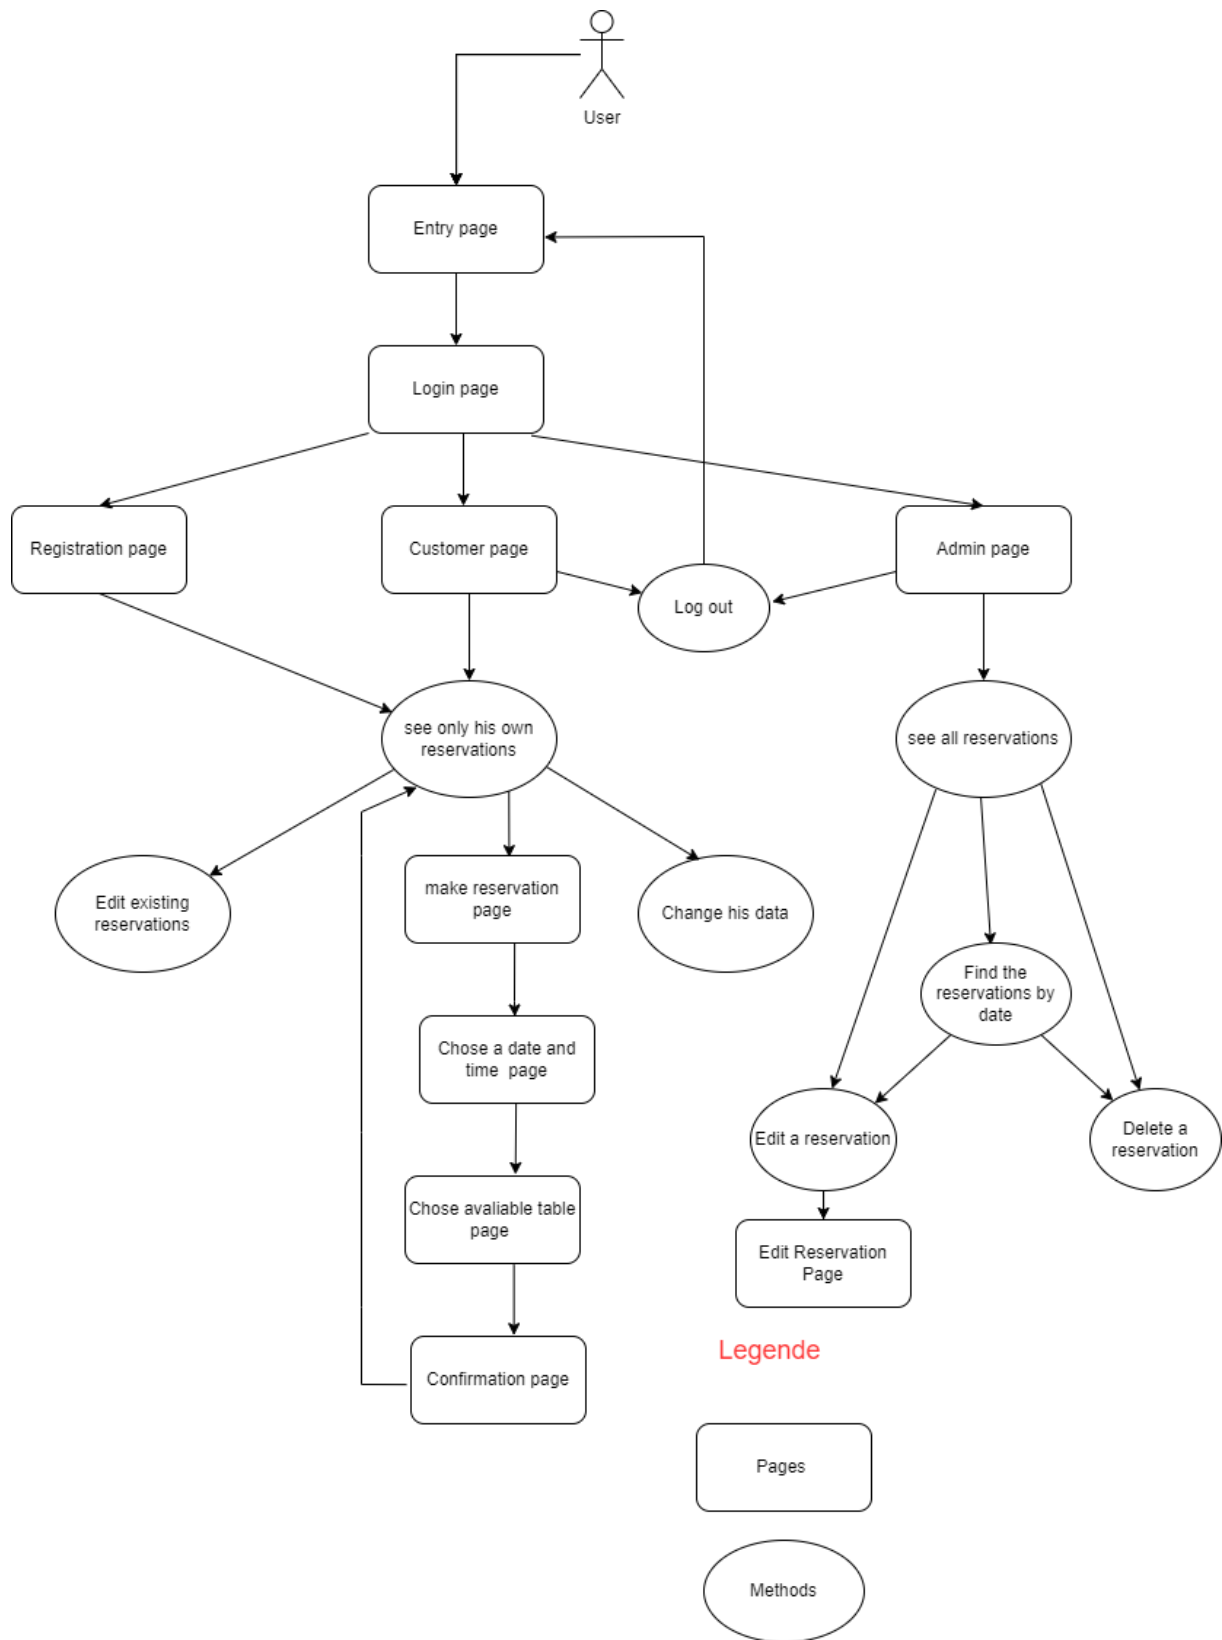 User
Entry page
Login page
Registration page
Customer page
Admin page
Log out
see only his own
reservations
see all reservations
Edit existing
reservations
make reservation
page
Change his data
Find the
reservations by
date
Chose a date and
time page
Edit a reservation
Delete a
reservation
Chose avaliable table
page
Edit Reservation
Page
Legende
Confirmation page
Pages
Methods